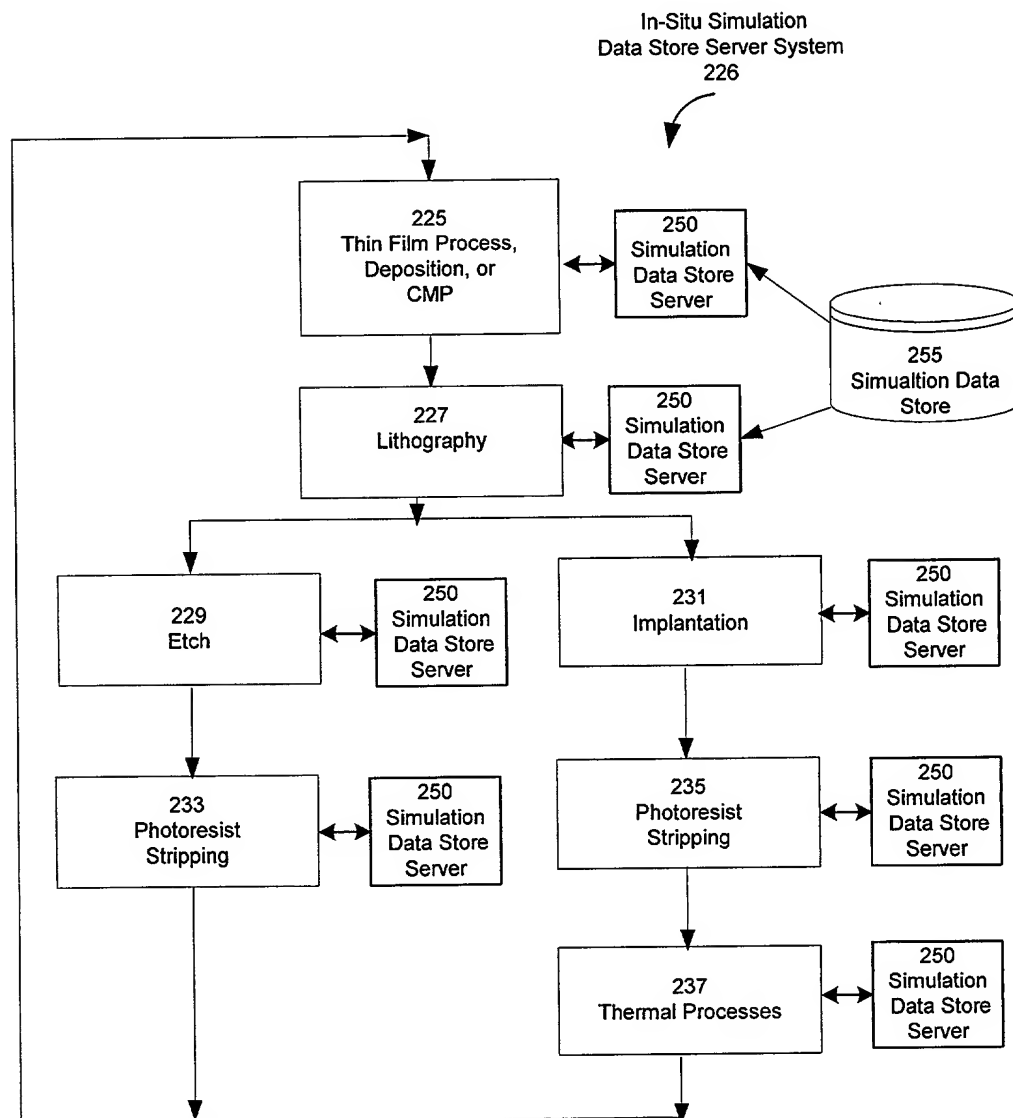 In-Situ Simulation
Data Store Server System
226
225
Thin Film Process,
Deposition, or
CMP
250
Simulation
Data Store
Server
255
Simualtion Data
Store
227
Lithography
250
Simulation
Data Store
Server
229
Etch
250
Simulation
Data Store
Server
231
Implantation
250
Simulation
Data Store
Server
233
Photoresist
Stripping
250
Simulation
Data Store
Server
235
Photoresist
Stripping
250
Simulation
Data Store
Server
237
Thermal Processes
250
Simulation
Data Store
Server